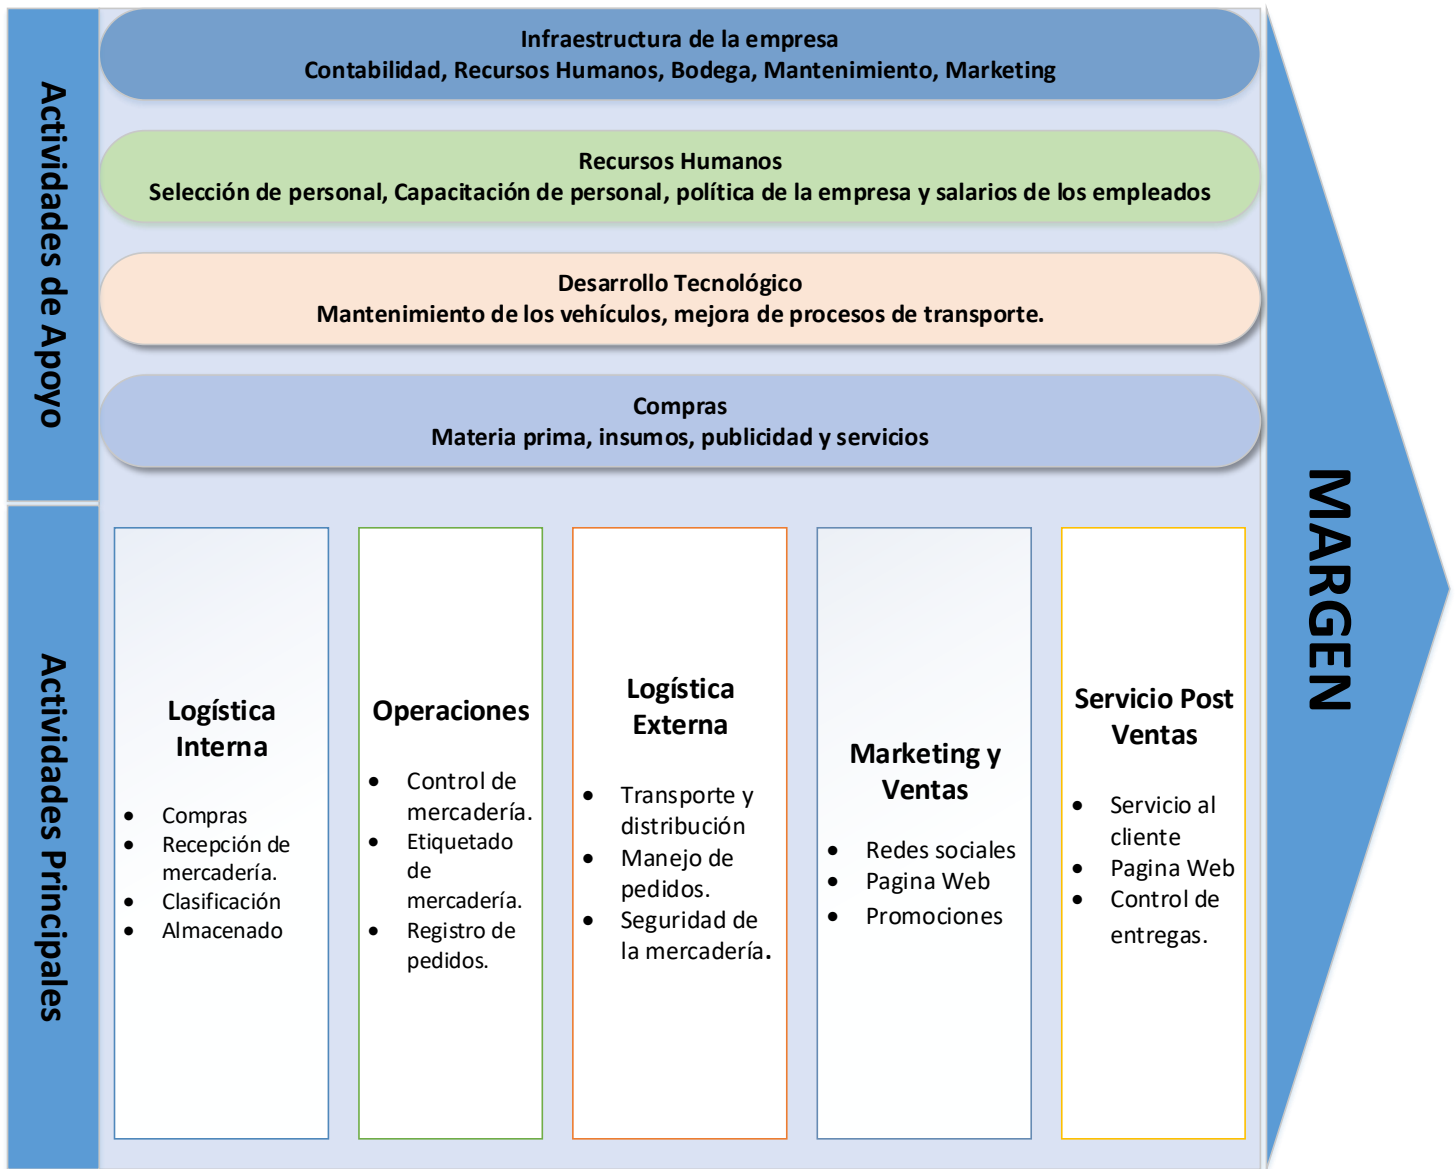 Actividades de Apoyo
Infraestructura de la empresa
Contabilidad, Recursos Humanos, Bodega, Mantenimiento, Marketing
Recursos Humanos
Selección de personal, Capacitación de personal, política de la empresa y salarios de los empleados
Desarrollo Tecnológico
Mantenimiento de los vehículos, mejora de procesos de transporte.
Compras
Materia prima, insumos, publicidad y servicios
Actividades Principales
Logística
Interna
• Compras
• Recepción de
mercadería.
• Clasificación
• Almacenado
Operaciones
• Control de
mercadería.
• Etiquetado
de
mercadería.
• Registro de
pedidos.
Logística
Externa
• Transporte y
distribución
• Manejo de
pedidos.
• Seguridad de
la mercadería.
Marketing y
Ventas
• Redes sociales
• Pagina Web
• Promociones
Servicio Post
Ventas
• Servicio al
cliente
• Pagina Web
• Control de
entregas.
MARGEN